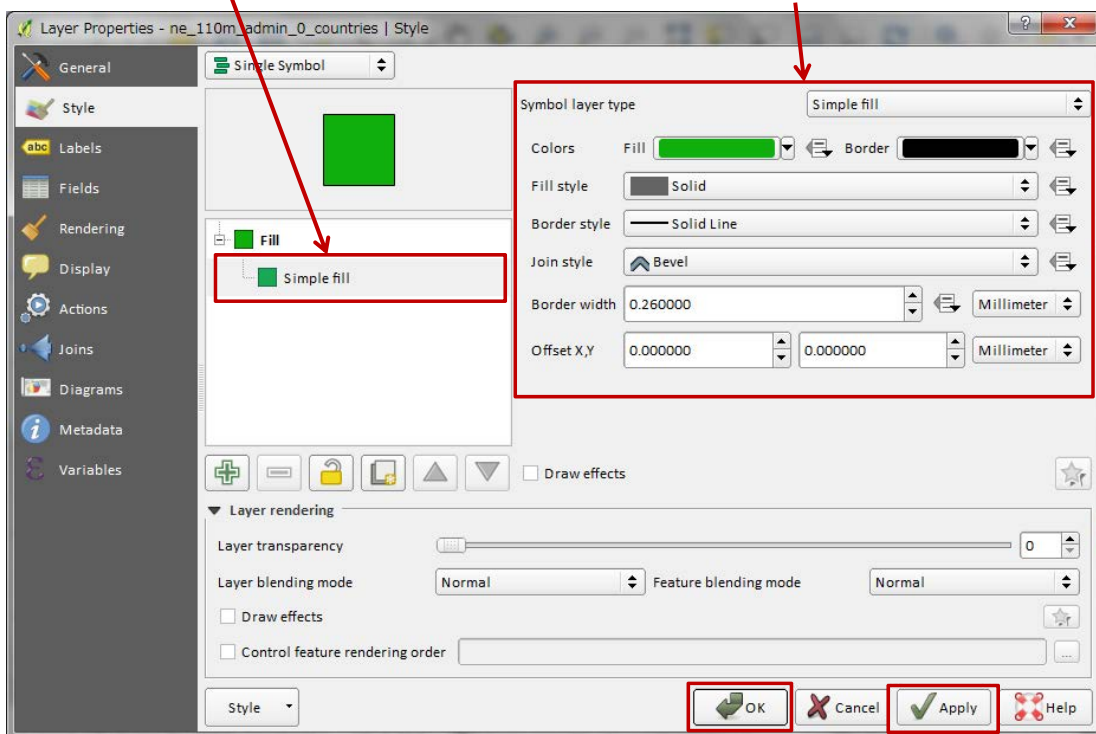 Layer Properties - ne_110m_admin_0_countries | Style
General
Style
abc Labels
Fields
Rendering
Display
Actions
Joins
Diagrams
Metadata
Variables
Single Symbol
Fill
Simple fill
Symbol layer type Simple fill
Colors Fill Border
Fill style Solid
Border style Solid Line
Join style Bevel
Border width 0.260000 Millimeter
Offset X,Y 0.000000 0.000000 Millimeter
Draw effects
Layer rendering
Layer transparency 0
Layer blending mode Normal Feature blending mode Normal
Draw effects
Control feature rendering order ...
Style OK Cancel Apply Help